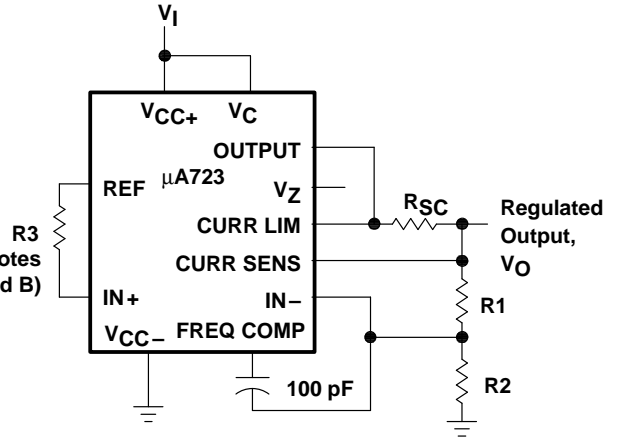 VI
VCC+ VC
OUTPUT
REF μA723
VZ
RSC
Regulated
Output,
VO
R3
otes
d B)
CURR LIM
CURR SENS
R1
IN+
IN−
VCC− FREQ COMP
100 pF
R2